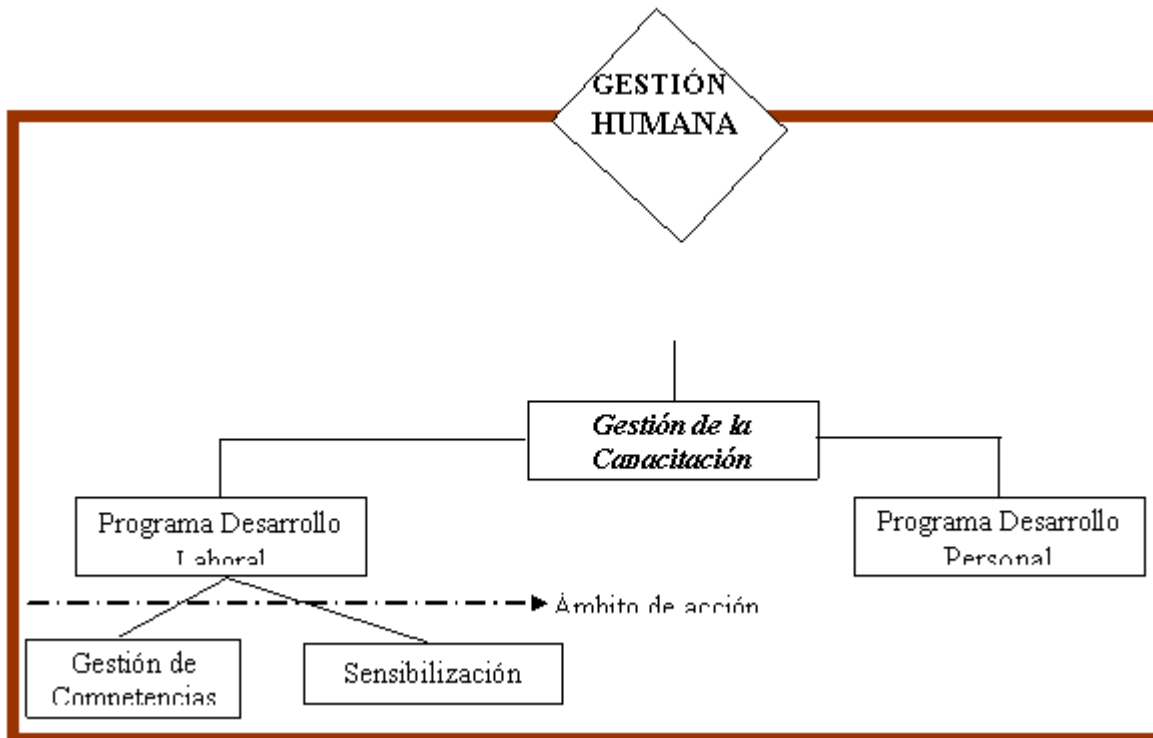 GESTIÓN
HUMANA
Gestión de la
Capacitación
Programa Desarrollo
Laboral
Programa Desarrollo
Personal
Ámbito de acción
Gestión de
Competencias
Sensibilización